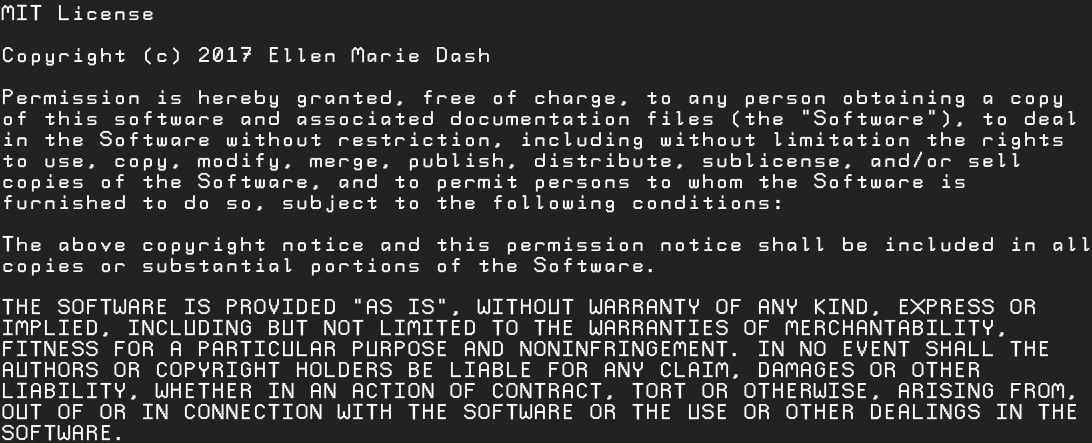 MIT License

Copyright (c) 2017 Ellen Marie Dash

Permission is hereby granted, free of charge, to any person obtaining a copy
of this software and associated documentation files (the "Software"), to deal
in the Software without restriction, including without limitation the rights
to use, copy, modify, merge, publish, distribute, sublicense, and/or sell
copies of the Software, and to permit persons to whom the Software is
furnished to do so, subject to the following conditions:

The above copyright notice and this permission notice shall be included in all
copies or substantial portions of the Software.

THE SOFTWARE IS PROVIDED "AS IS", WITHOUT WARRANTY OF ANY KIND, EXPRESS OR
IMPLIED, INCLUDING BUT NOT LIMITED TO THE WARRANTIES OF MERCHANTABILITY,
FITNESS FOR A PARTICULAR PURPOSE AND NONINFRINGEMENT. IN NO EVENT SHALL THE
AUTHORS OR COPYRIGHT HOLDERS BE LIABLE FOR ANY CLAIM, DAMAGES OR OTHER
LIABILITY, WHETHER IN AN ACTION OF CONTRACT, TORT OR OTHERWISE, ARISING FROM,
OUT OF OR IN CONNECTION WITH THE SOFTWARE OR THE USE OR OTHER DEALINGS IN THE
SOFTWARE.